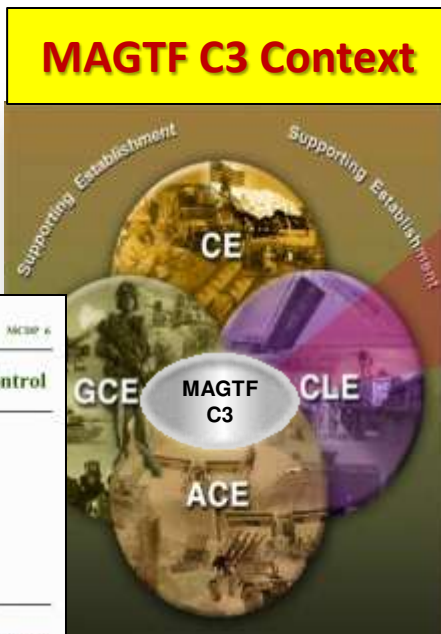 MAGTF C3 Context
Supporting Establishment
Supporting Establishment
CE
MCDP 6
ntrol
GCE
MAGTF
C3
CLE
ACE